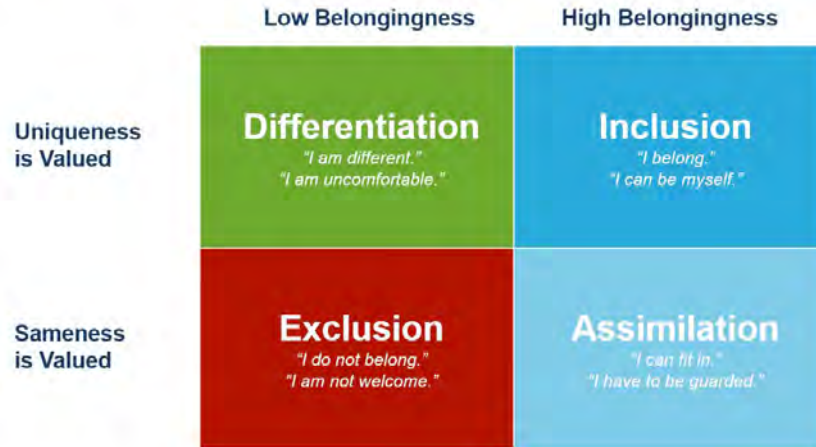 Low Belongingness
High Belongingness
Uniqueness
is Valued
Differentiation
"I am different."
"I am uncomfortable."
Inclusion
"I belong."
"I can be myself."
Sameness
is Valued
Exclusion
"I do not belong."
"I am not welcome."
Assimilation
"I can fit in."
"I have to be guarded."